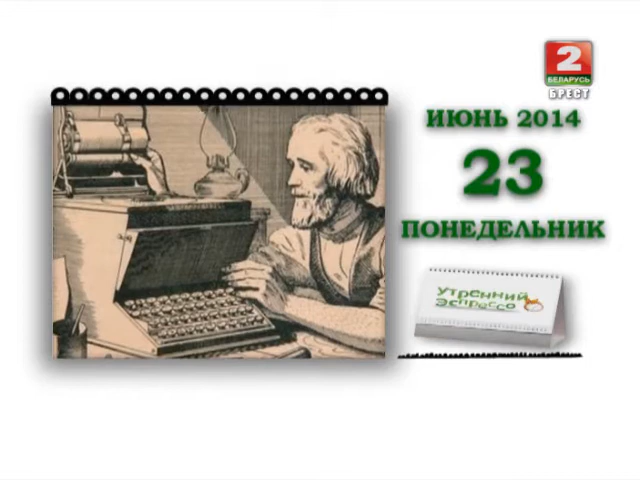 2
БЕЛАРУСЬ
БРЕСТ
ИЮНЬ 2014
23
ПОНЕДЕЛЬНИК
УТРЕННИЙ
ЭСПРЕССО